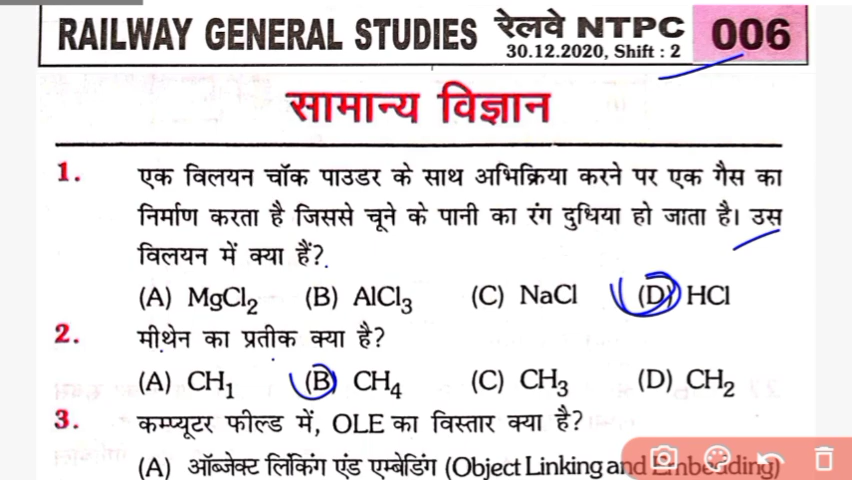 RAILWAY GENERAL STUDIES रेलवे NTPC 006
30.12.2020, Shift : 2
सामान्य विज्ञान
1. एक विलयन चॉक पाउडर के साथ अभिक्रिया करने पर एक गैस का
निर्माण करता है जिससे चूने के पानी का रंग दुधिया हो जाता है। उस
विलयन में क्या हैं?
(A) MgCl₂ (B) AlCl₃ (C) NaCl (D) HCl
2. मीथेन का प्रतीक क्या है?
(A) CH₁ (B) CH₄ (C) CH₃ (D) CH₂
3. कम्प्यूटर फील्ड में, OLE का विस्तार क्या है?
(A) ऑब्जेक्ट लिंकिंग एंड एम्बेडिंग (Object Linking and Embedding)